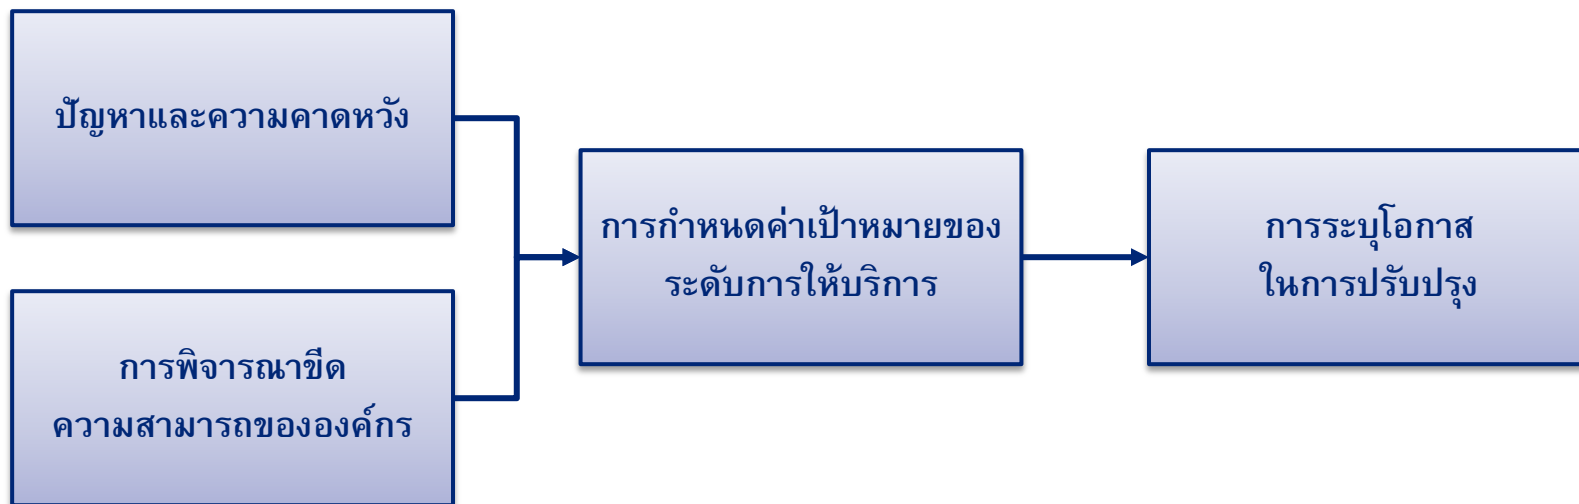 ปัญหาและความคาดหวัง
การพิจารณาขีด
ความสามารถขององค์กร
การกำหนดค่าเป้าหมายของ
ระดับการให้บริการ
การระบุโอกาส
ในการปรับปรุง